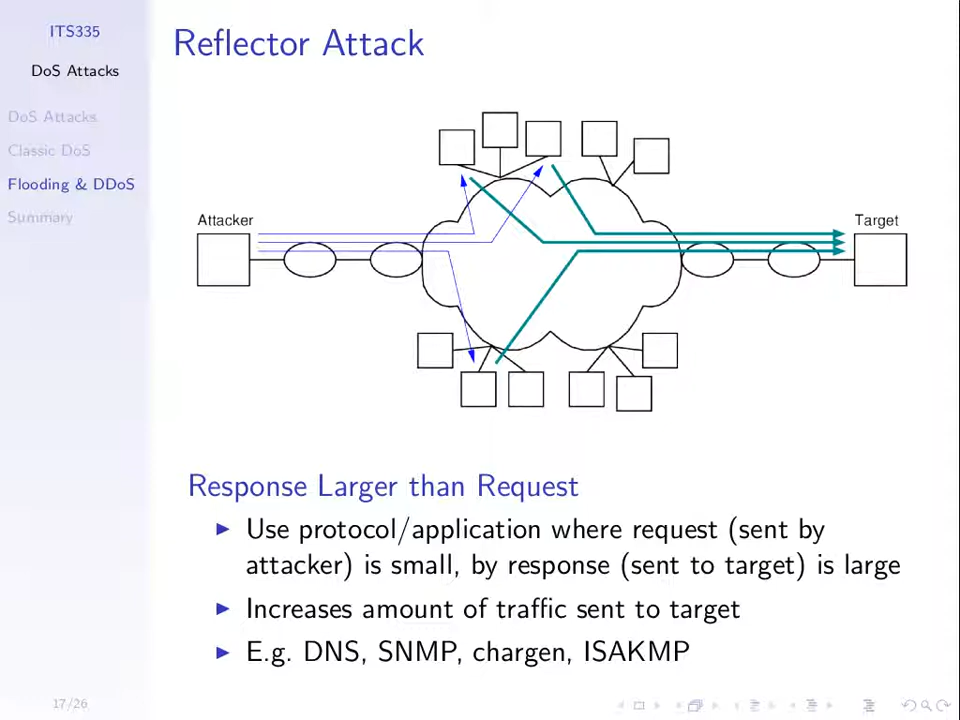 ITS335
DoS Attacks
DoS Attacks
Classic DoS
Flooding & DDoS
Summary
Reflector Attack
Attacker
Target
Response Larger than Request
Use protocol/application where request (sent by
attacker) is small, by response (sent to target) is large
Increases amount of traffic sent to target
E.g. DNS, SNMP, chargen, ISAKMP
17/26